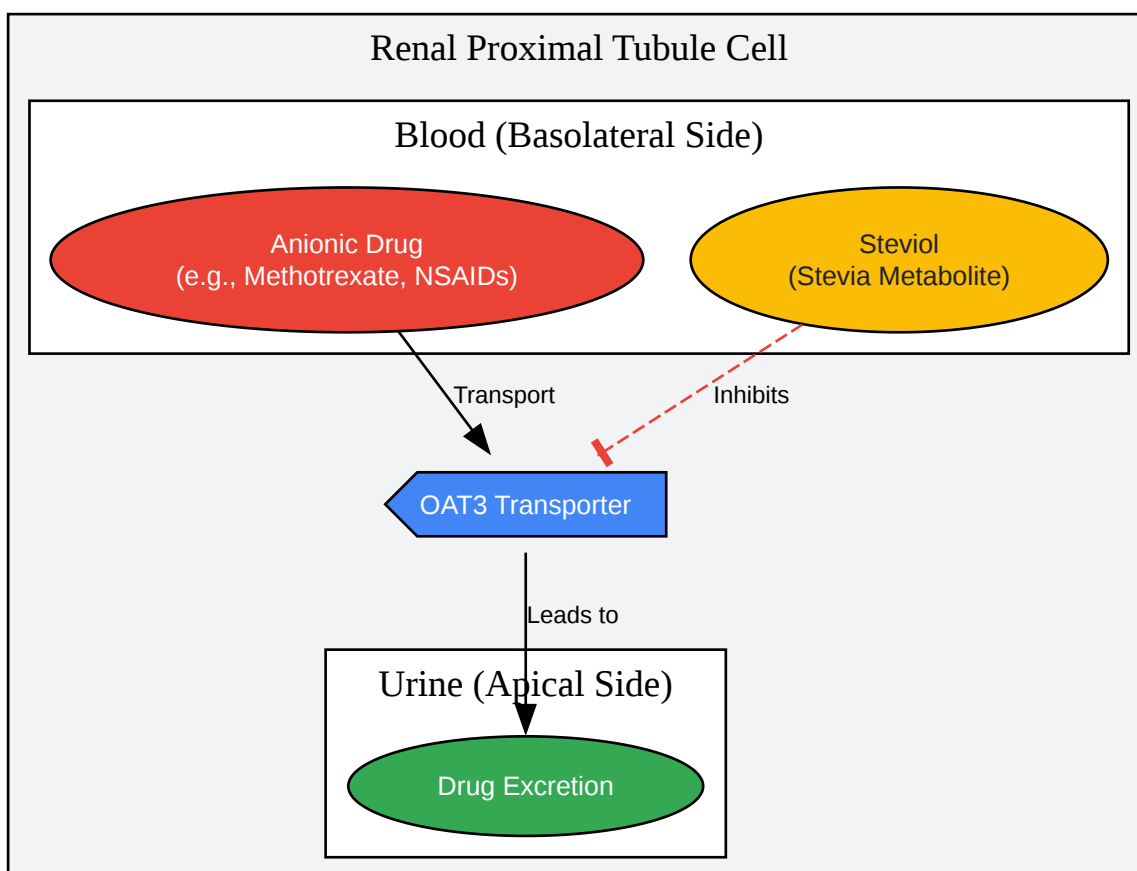 Renal Proximal Tubule Cell
Blood (Basolateral Side)
Anionic Drug
(e.g., Methotrexate, NSAIDs)
Steviol
(Stevia Metabolite)
Transport
Inhibits
OAT3 Transporter
Leads to
Urine (Apical Side)
Drug Excretion